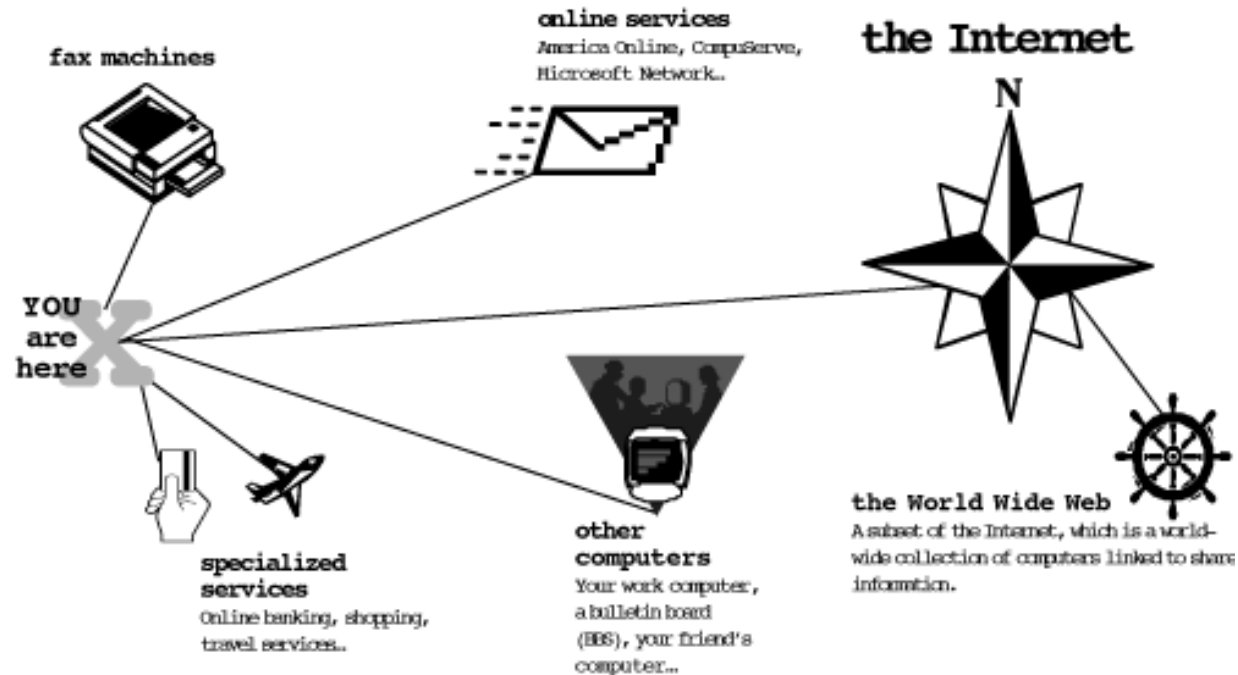 fax machines
online services
America Online, CompuServe,
Microsoft Network…
the Internet
N
YOU
are
here
X
specialized
services
Online banking, shopping,
travel services…
other
computers
Your work computer,
a bulletin board
(BBS), your friend's
computer…
the World Wide Web
A subset of the Internet, which is a world-
wide collection of computers linked to share
information.